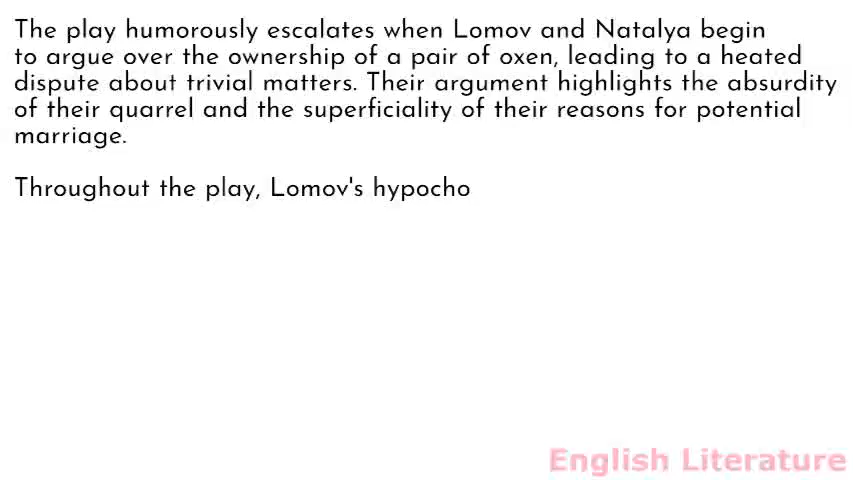 The play humorously escalates when Lomov and Natalya begin
to argue over the ownership of a pair of oxen, leading to a heated
dispute about trivial matters. Their argument highlights the absurdity
of their quarrel and the superficiality of their reasons for potential
marriage.
Throughout the play, Lomov's hypocho
English Literature